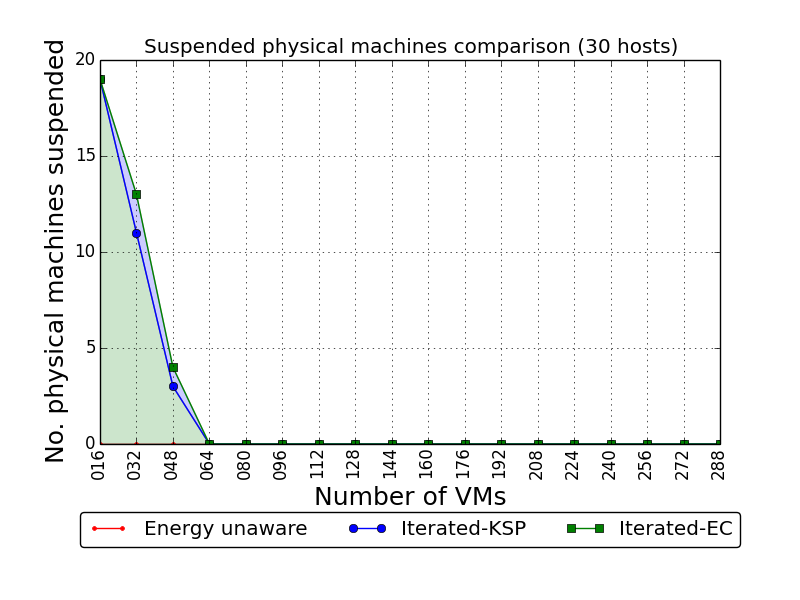 Suspended physical machines comparison (30 hosts)
No. physical machines suspended
20
15
10
5
0
016 032 048 064 080 096 112 128 144 160 176 192 208 224 240 256 272 288
Number of VMs
Energy unaware Iterated-KSP Iterated-EC